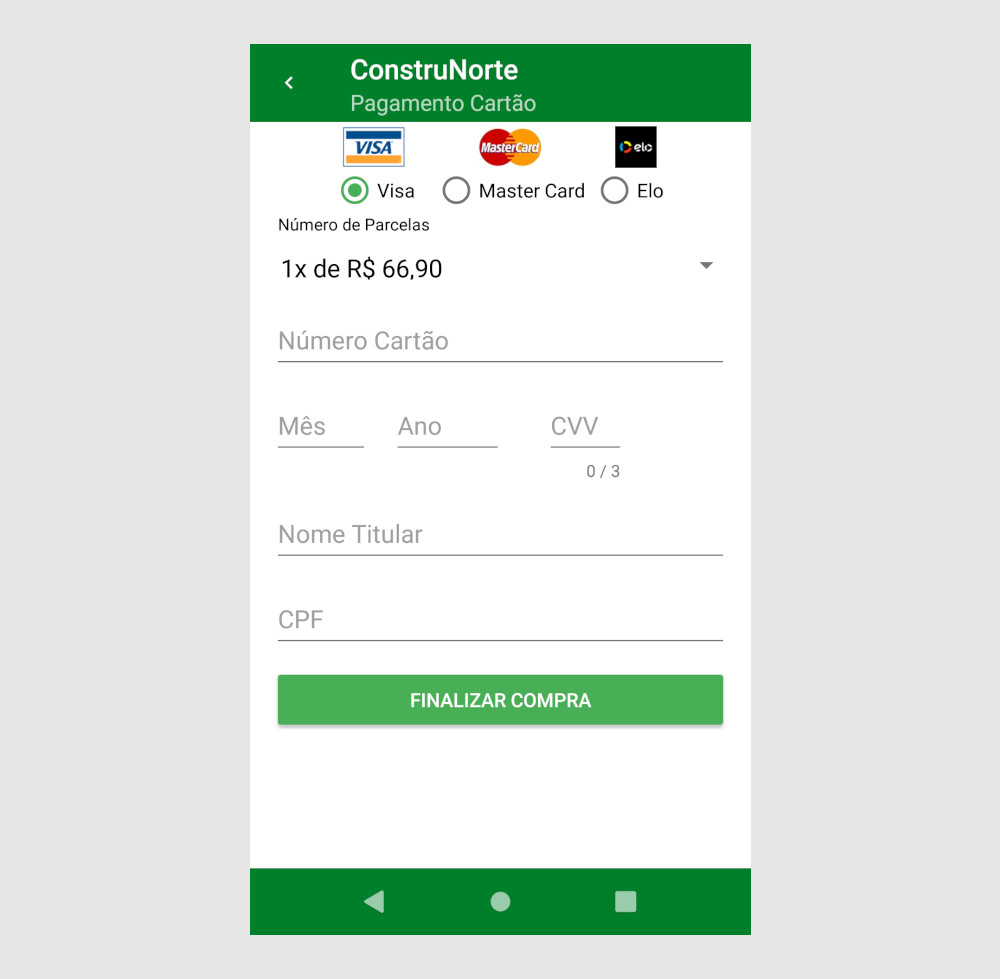 ConstruNorte
Pagamento Cartão
VISA MasterCard elo
Visa Master Card Elo
Número de Parcelas
1x de R$ 66,90
Número Cartão
Mês Ano CVV
0 / 3
Nome Titular
CPF
FINALIZAR COMPRA